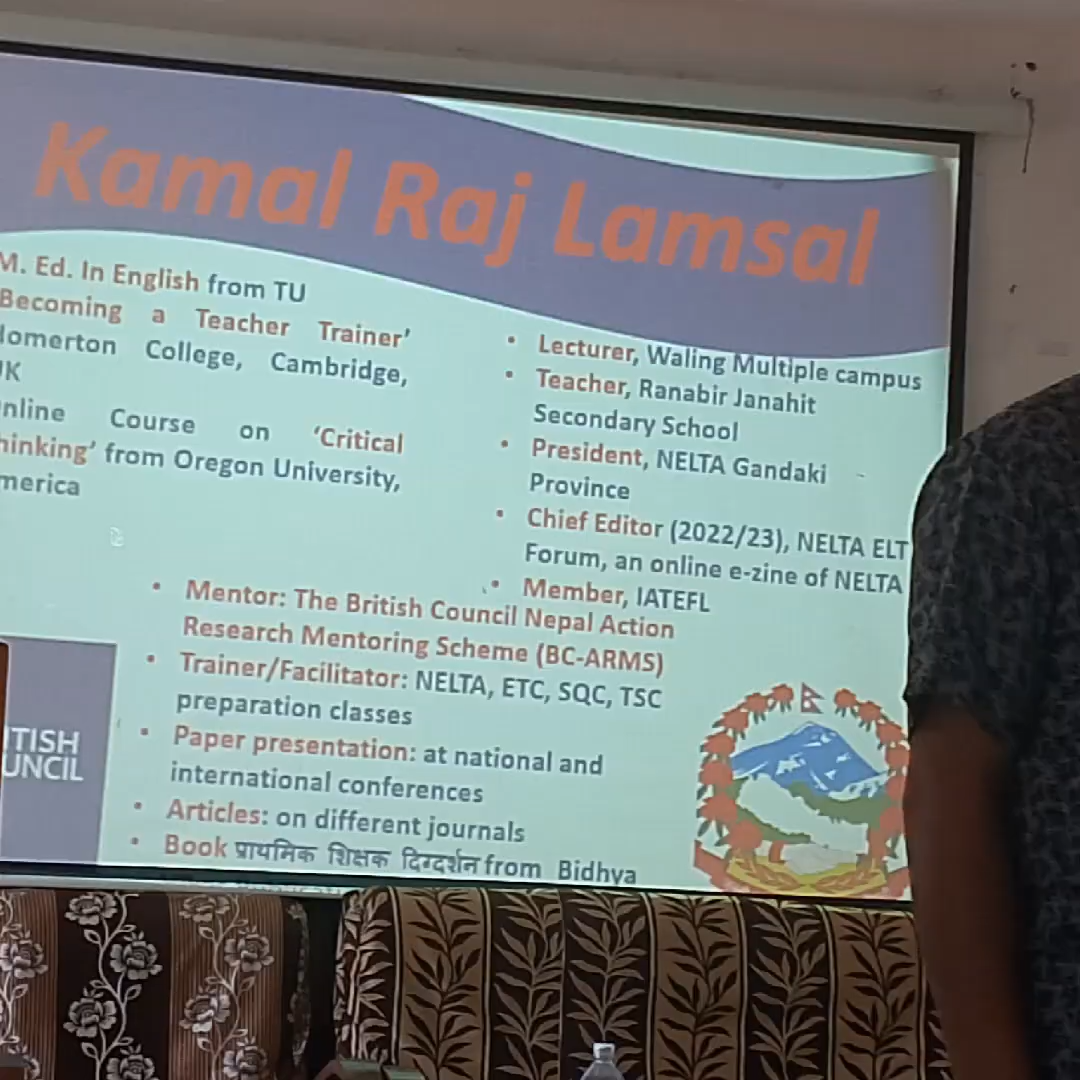 Kamal Raj Lamsal
M. Ed. In English from TU
Becoming a Teacher Trainer’
Homerton College, Cambridge,
UK
Online Course on ‘Critical
Thinking’ from Oregon University,
America
• Lecturer, Waling Multiple campus
• Teacher, Ranabir Janahit
Secondary School
• President, NELTA Gandaki
Province
• Chief Editor (2022/23), NELTA ELT
Forum, an online e-zine of NELTA
• Member, IATEFL
• Mentor: The British Council Nepal Action
Research Mentoring Scheme (BC-ARMS)
• Trainer/Facilitator: NELTA, ETC, SQC, TSC
preparation classes
• Paper presentation: at national and
international conferences
• Articles: on different journals
• Book प्राथमिक शिक्षक दिग्दर्शन from Bidhya
TISH
UNCIL